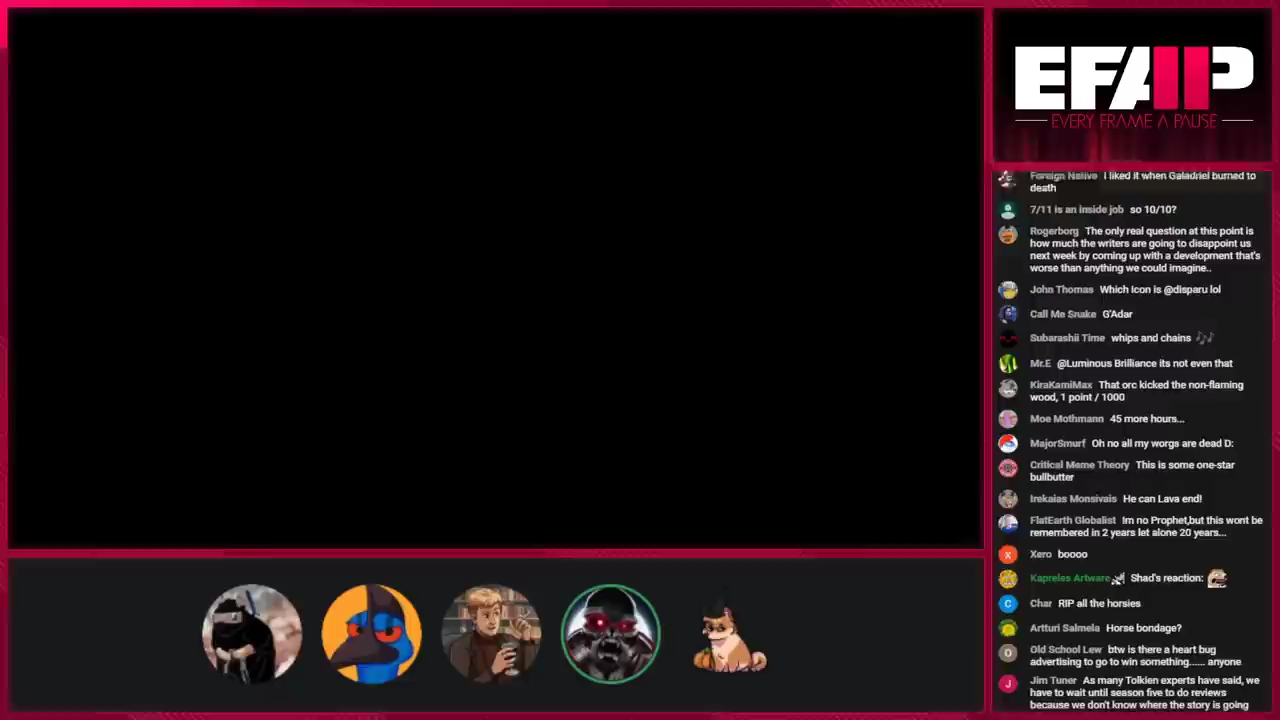 EFAP
EVERY FRAME A PAUSE
Foreign Native I liked it when Galadriel burned to
death
7/11 is an inside job so 10/10?
Rogerborg The only real question at this point is
how much the writers are going to disappoint us
next week by coming up with a development that's
worse than anything we could imagine..
John Thomas Which Icon is @disparu lol
Call Me Snake G'Adar
Subarashii Time whips and chains 🎶
Mr.E @Luminous Brilliance its not even that
KiraKamiMax That orc kicked the non-flaming
wood, 1 point / 1000
Moe Mothmann 45 more hours...
MajorSmurf Oh no all my worgs are dead D:
Critical Meme Theory This is some one-star
bullbutter
Irekaias Monsivais He can Lava end!
FlatEarth Globalist Im no Prophet,but this wont be
remembered in 2 years let alone 20 years...
X
Xero boooo
Kapreles Artware Shad's reaction:
C
Char RIP all the horsies
Artturi Salmela Horse bondage?
O
Old School Lew btw is there a heart bug
advertising to go to win something...... anyone
J
Jim Tuner As many Tolkien experts have said, we
have to wait until season five to do reviews
because we don't know where the story is going